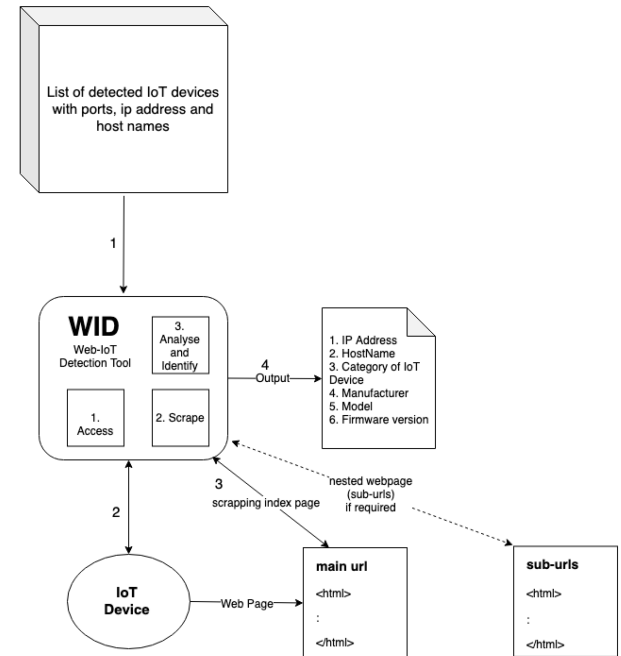 List of detected IoT devices
with ports, ip address and
host names
1
WID
Web-IoT
Detection Tool
3.
Analyse
and
Identify
1.
Access
2. Scrape
4
Output
1. IP Address
2. HostName
3. Category of IoT
Device
4. Manufacturer
5. Model
6. Firmware version
2
3
scrapping index page
nested webpage
(sub-urls)
if required
IoT
Device
Web Page
main url
<html>
:
</html>
sub-urls
<html>
:
</html>